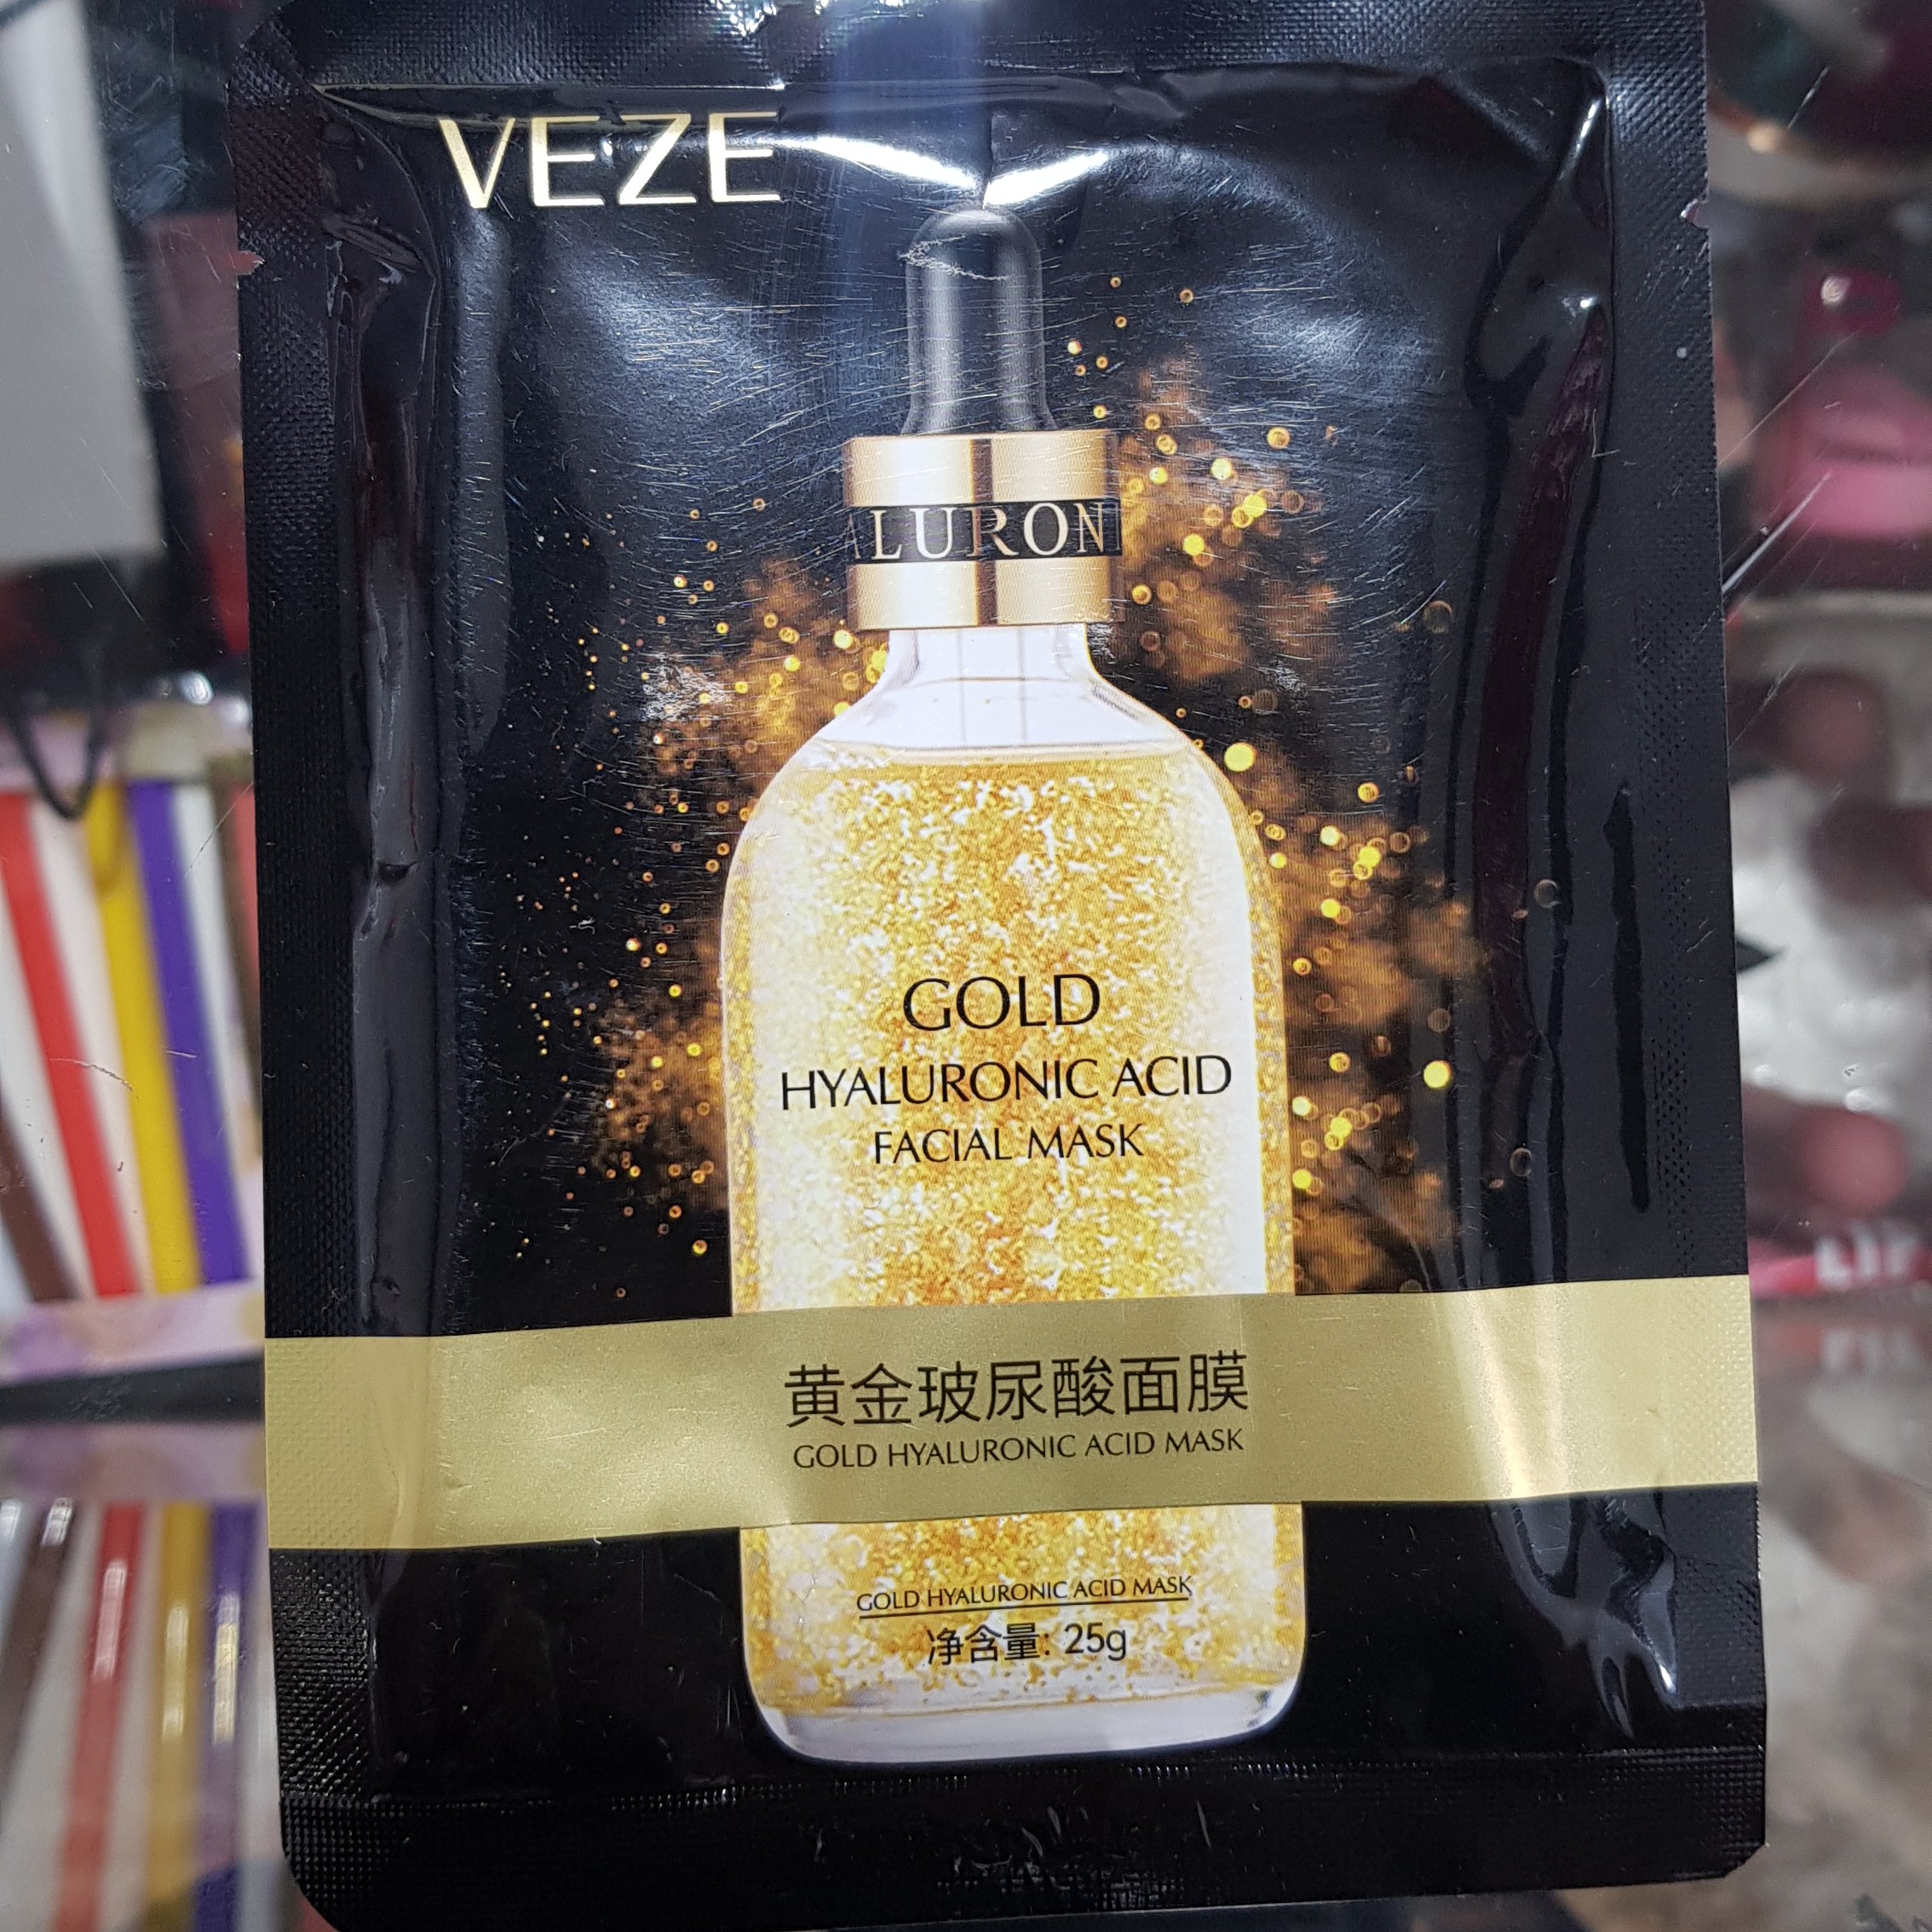 VEZE
LURON
GOLD
HYALURONIC ACID
FACIAL MASK
黄金玻尿酸面膜
GOLD HYALURONIC ACID MASK
GOLD HYALURONIC ACID MASK
净含量: 25g